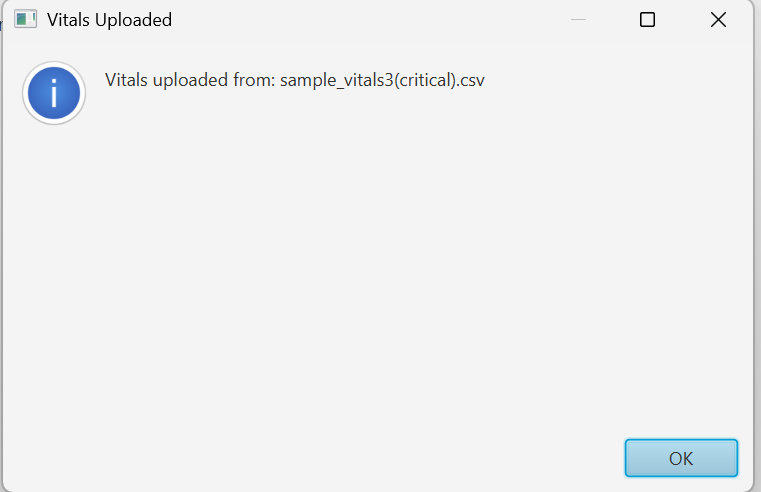 Vitals Uploaded
Vitals uploaded from: sample_vitals3(critical).csv
OK